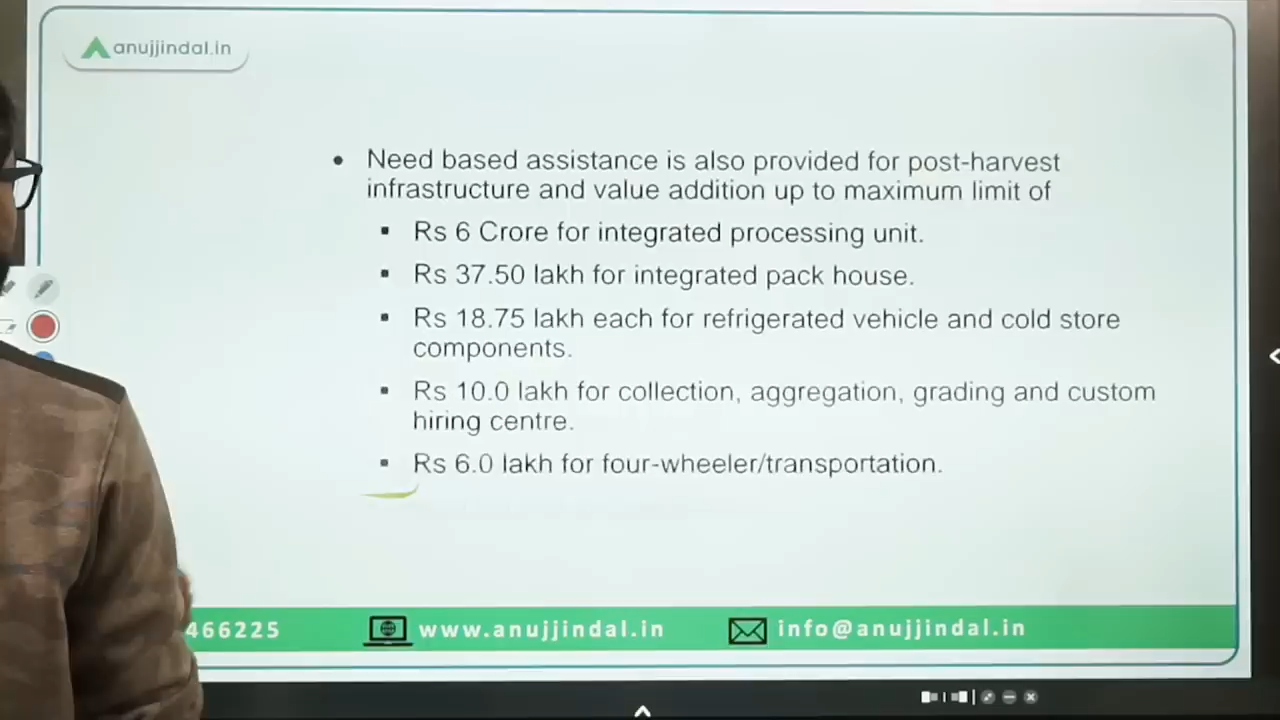 anujjindal.in
Need based assistance is also provided for post-harvest
infrastructure and value addition up to maximum limit of
Rs 6 Crore for integrated processing unit.
Rs 37.50 lakh for integrated pack house.
Rs 18.75 lakh each for refrigerated vehicle and cold store
components.
Rs 10.0 lakh for collection, aggregation, grading and custom
hiring centre.
Rs 6.0 lakh for four-wheeler/transportation.
466225 www.anujjindal.in info@anujjindal.in